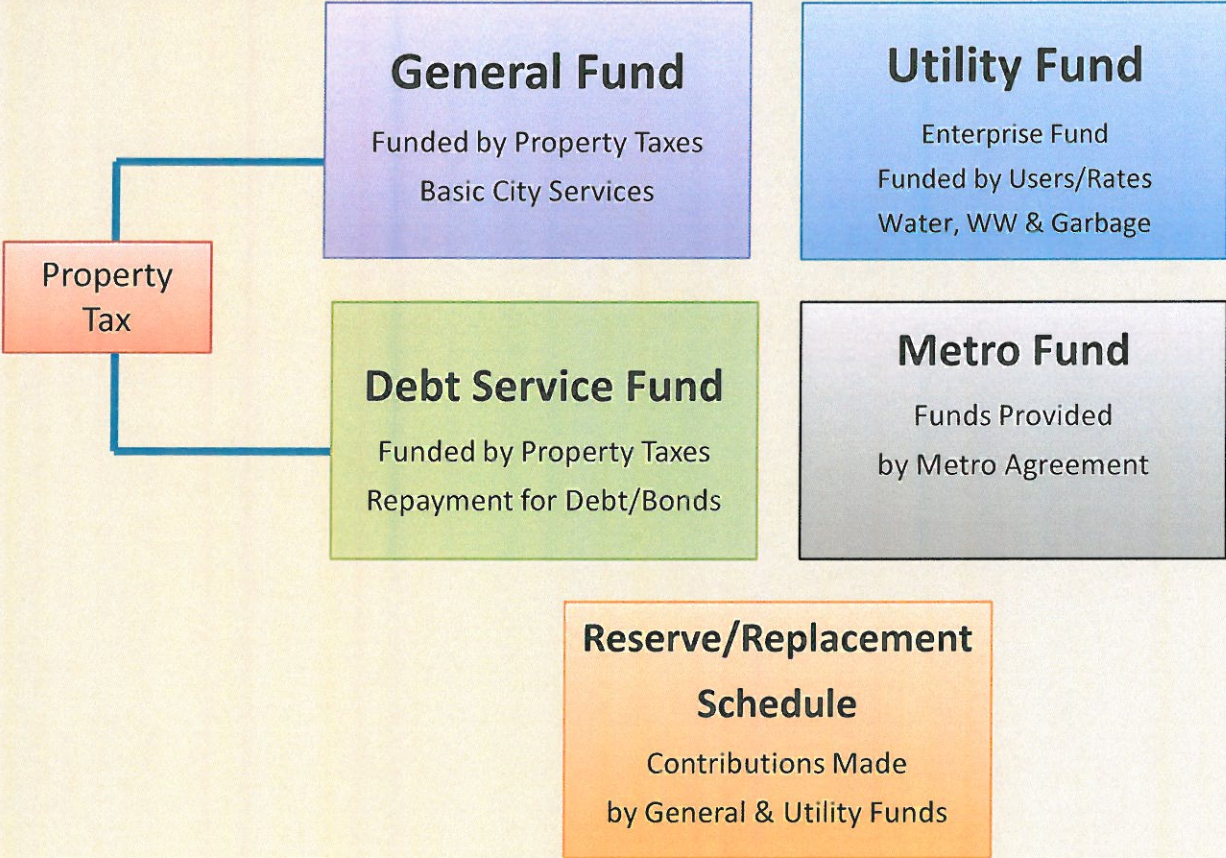 General Fund
Funded by Property Taxes
Basic City Services
Utility Fund
Enterprise Fund
Funded by Users/Rates
Water, WW & Garbage
Property
Tax
Debt Service Fund
Funded by Property Taxes
Repayment for Debt/Bonds
Metro Fund
Funds Provided
by Metro Agreement
Reserve/Replacement
Schedule
Contributions Made
by General & Utility Funds